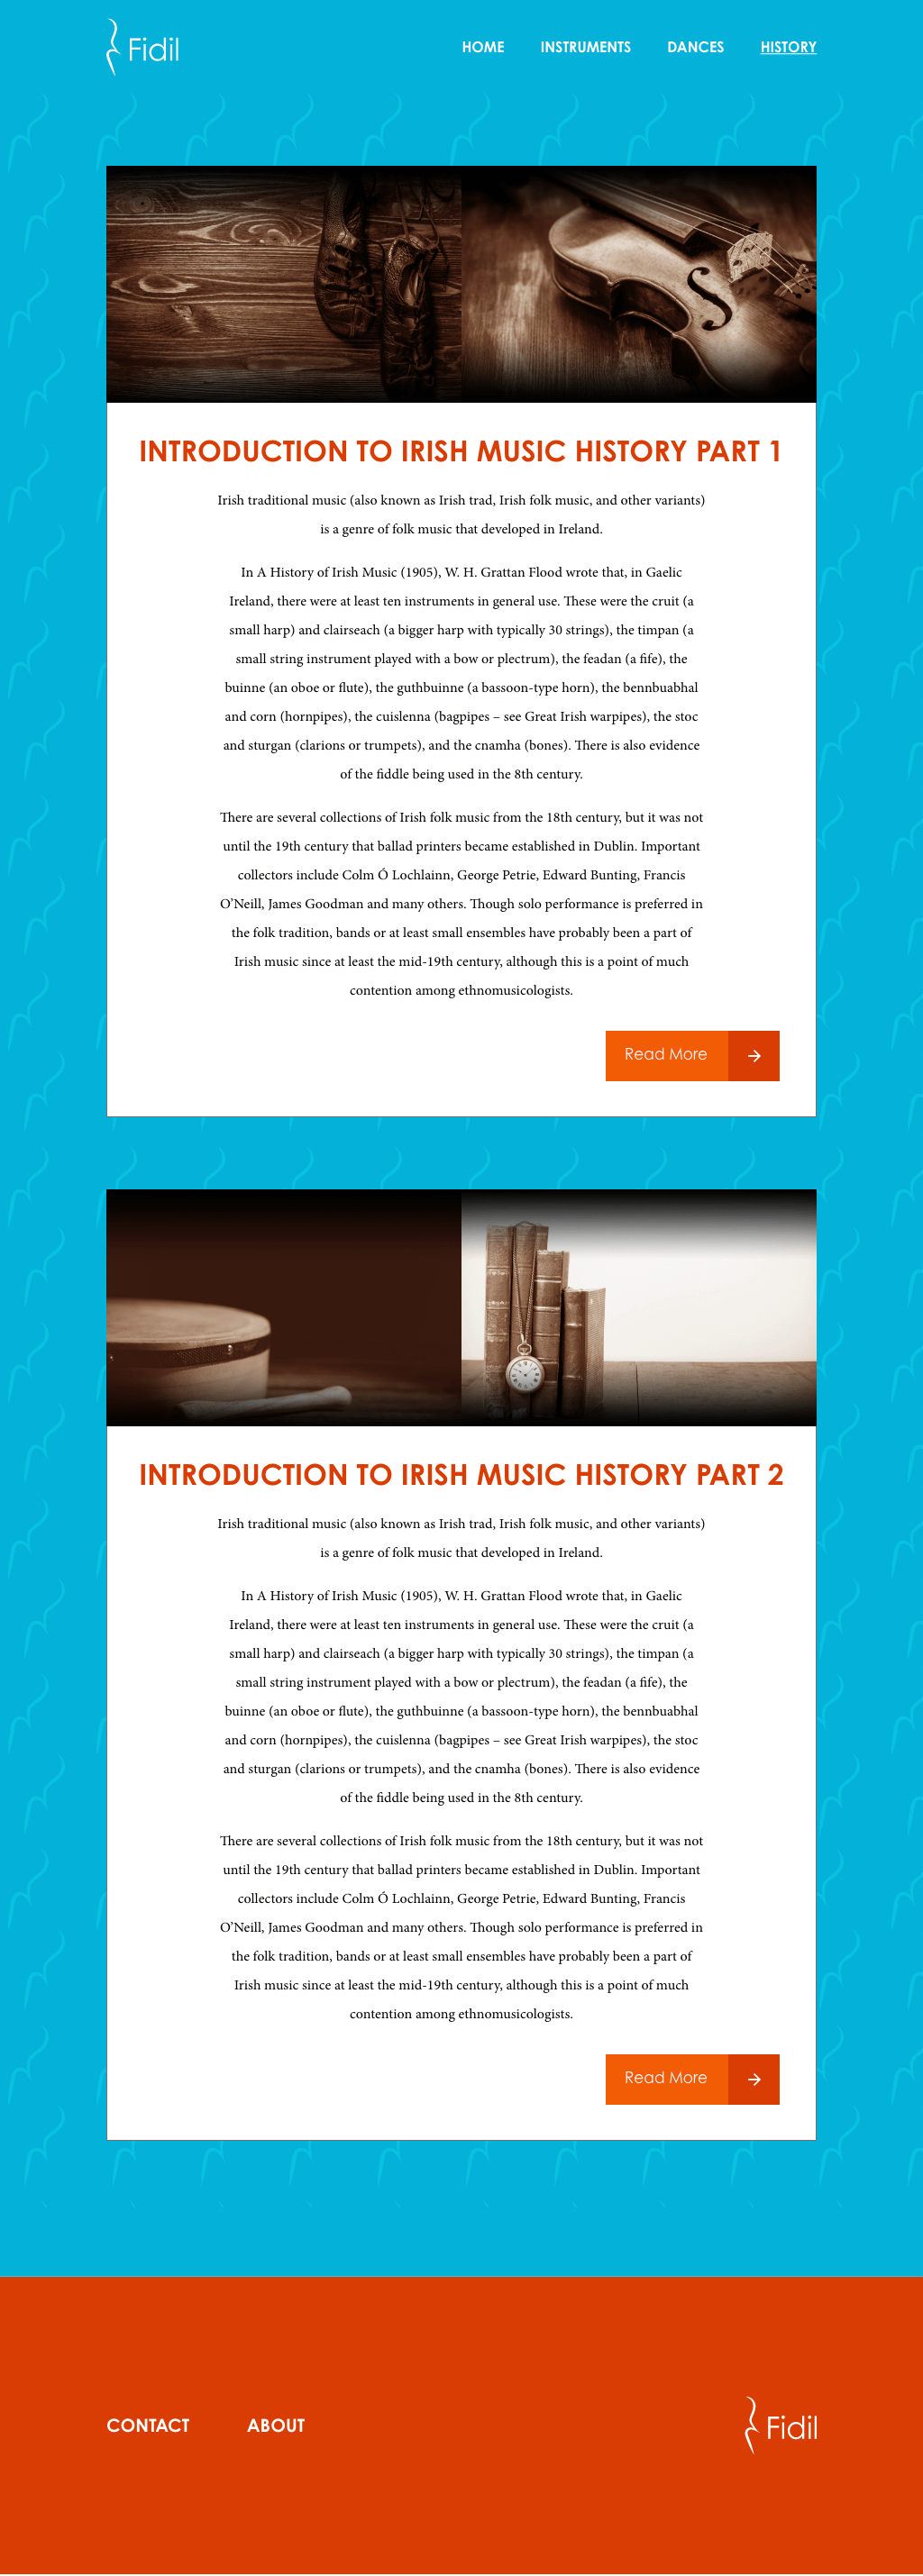 Fidil
HOME INSTRUMENTS DANCES HISTORY
INTRODUCTION TO IRISH MUSIC HISTORY PART 1
Irish traditional music (also known as Irish trad, Irish folk music, and other variants)
is a genre of folk music that developed in Ireland.
In A History of Irish Music (1905), W. H. Grattan Flood wrote that, in Gaelic
Ireland, there were at least ten instruments in general use. These were the cruit (a
small harp) and clairseach (a bigger harp with typically 30 strings), the timpan (a
small string instrument played with a bow or plectrum), the feadan (a fife), the
buinne (an oboe or flute), the guthbuinne (a bassoon-type horn), the bennbuabhal
and corn (hornpipes), the cuislenna (bagpipes – see Great Irish warpipes), the stoc
and sturgan (clarions or trumpets), and the cnamha (bones). There is also evidence
of the fiddle being used in the 8th century.
There are several collections of Irish folk music from the 18th century, but it was not
until the 19th century that ballad printers became established in Dublin. Important
collectors include Colm Ó Lochlainn, George Petrie, Edward Bunting, Francis
O’Neill, James Goodman and many others. Though solo performance is preferred in
the folk tradition, bands or at least small ensembles have probably been a part of
Irish music since at least the mid-19th century, although this is a point of much
contention among ethnomusicologists.
Read More
INTRODUCTION TO IRISH MUSIC HISTORY PART 2
Irish traditional music (also known as Irish trad, Irish folk music, and other variants)
is a genre of folk music that developed in Ireland.
In A History of Irish Music (1905), W. H. Grattan Flood wrote that, in Gaelic
Ireland, there were at least ten instruments in general use. These were the cruit (a
small harp) and clairseach (a bigger harp with typically 30 strings), the timpan (a
small string instrument played with a bow or plectrum), the feadan (a fife), the
buinne (an oboe or flute), the guthbuinne (a bassoon-type horn), the bennbuabhal
and corn (hornpipes), the cuislenna (bagpipes – see Great Irish warpipes), the stoc
and sturgan (clarions or trumpets), and the cnamha (bones). There is also evidence
of the fiddle being used in the 8th century.
There are several collections of Irish folk music from the 18th century, but it was not
until the 19th century that ballad printers became established in Dublin. Important
collectors include Colm Ó Lochlainn, George Petrie, Edward Bunting, Francis
O’Neill, James Goodman and many others. Though solo performance is preferred in
the folk tradition, bands or at least small ensembles have probably been a part of
Irish music since at least the mid-19th century, although this is a point of much
contention among ethnomusicologists.
Read More
CONTACT ABOUT
Fidil